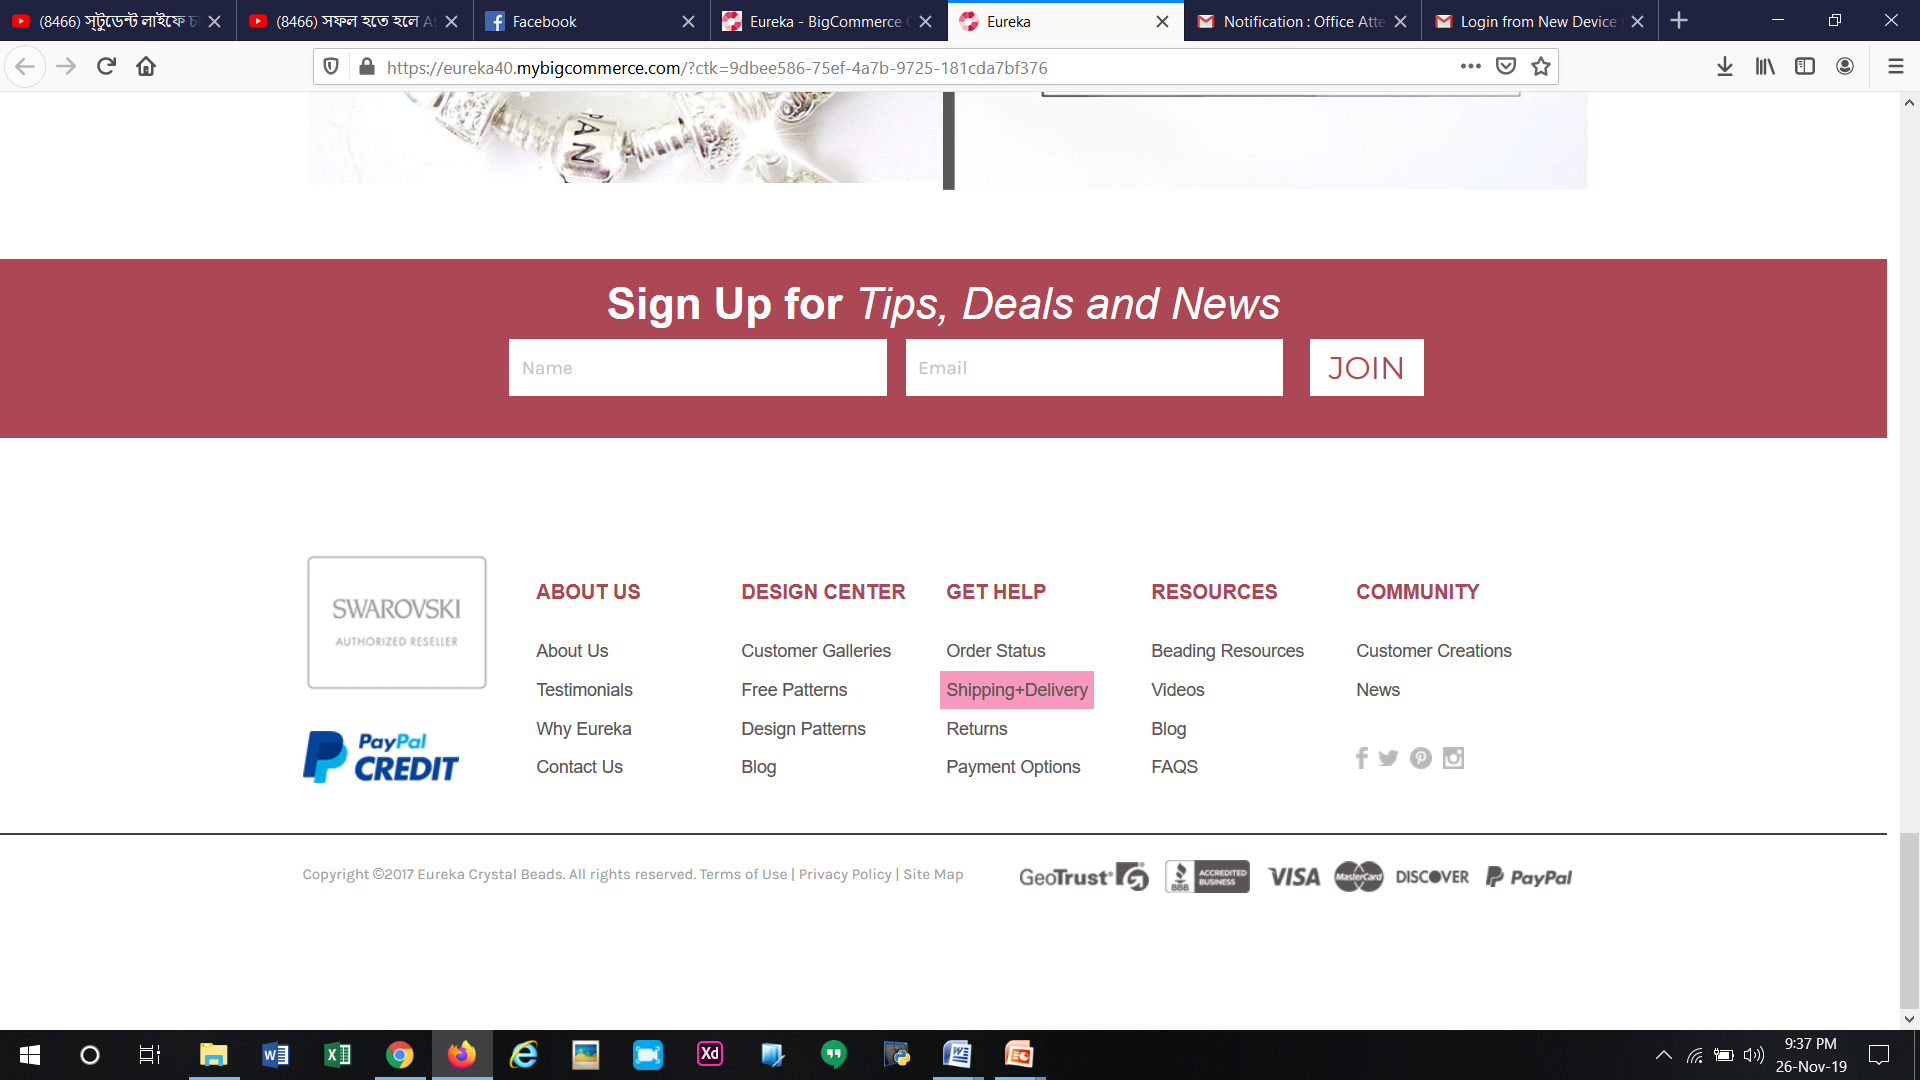 (8466) স্টুডেন্ট লাইফে
(8466) সফল হতে হলে
Facebook
Eureka - BigCommerce
Eureka
Notification : Office Atte
Login from New Device
https://eureka40.mybigcommerce.com/?ctk=9dbee586-75ef-4a7b-9725-181cda7bf376
PAN
Sign Up for Tips, Deals and News
Name
Email
JOIN
SWAROVSKI
AUTHORIZED RESELLER
PayPal
CREDIT
ABOUT US
About Us
Testimonials
Why Eureka
Contact Us
DESIGN CENTER
Customer Galleries
Free Patterns
Design Patterns
Blog
GET HELP
Order Status
Shipping+Delivery
Returns
Payment Options
RESOURCES
Beading Resources
Videos
Blog
FAQS
COMMUNITY
Customer Creations
News
Copyright ©2017 Eureka Crystal Beads. All rights reserved. Terms of Use | Privacy Policy | Site Map
GeoTrust
BBB
ACCREDITED
BUSINESS
VISA
MasterCard
DISCOVER
PayPal
Xd
9:37 PM
26-Nov-19